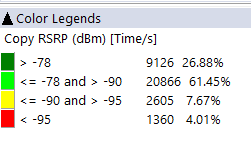 Color Legends
Copy RSRP (dBm) [Time/s]
> -78 9126 26.88%
<= -78 and > -90 20866 61.45%
<= -90 and > -95 2605 7.67%
< -95 1360 4.01%